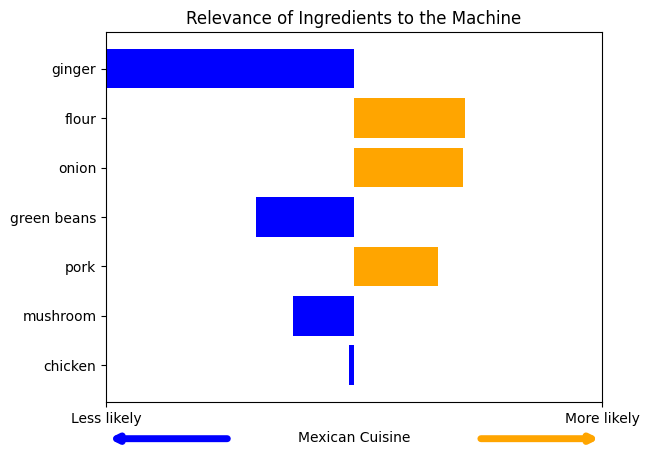 Relevance of Ingredients to the Machine
ginger
flour
onion
green beans
pork
mushroom
chicken
Less likely
More likely
Mexican Cuisine